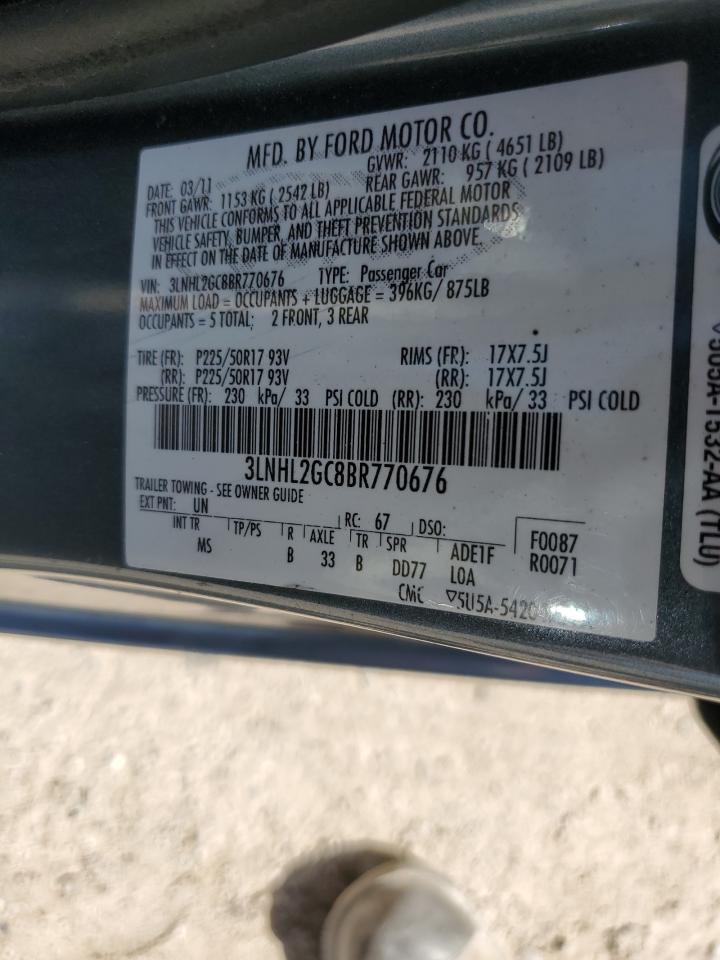 MFD. BY FORD MOTOR CO.
DATE: 03/11 GVWR: 2110 KG ( 4651 LB)
FRONT GAWR: 1153 KG ( 2542 LB) REAR GAWR: 957 KG ( 2109 LB)
THIS VEHICLE CONFORMS TO ALL APPLICABLE FEDERAL MOTOR
VEHICLE SAFETY, BUMPER, AND THEFT PREVENTION STANDARDS
IN EFFECT ON THE DATE OF MANUFACTURE SHOWN ABOVE.
VIN: 3LNHL2GC8BR770676 TYPE: Passenger Car
MAXIMUM LOAD = OCCUPANTS + LUGGAGE = 396KG/ 875LB
OCCUPANTS = 5 TOTAL; 2 FRONT, 3 REAR
TIRE (FR): P225/50R17 93V RIMS (FR): 17X7.5J
(RR): P225/50R17 93V (RR): 17X7.5J
PRESSURE (FR): 230 kPa/ 33 PSI COLD (RR): 230 kPa/ 33 PSI COLD
3LNHL2GC8BR770676
TRAILER TOWING - SEE OWNER GUIDE
EXT PNT: UN RC: 67 DSO: F0087
INT TR TP/PS R AXLE TR SPR ADE1F R0071
MS B 33 B DD77 L0A
CMC ▽5U5A-5420
1532-AA (TLU)